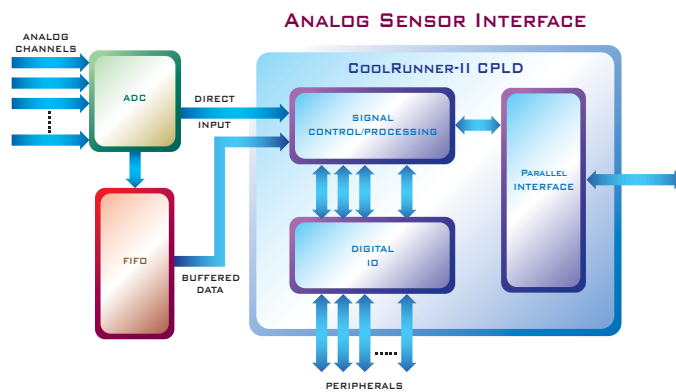 Analog Sensor Interface
ANALOG
CHANNELS
CoolRunner-II CPLD
ADC
DIRECT
INPUT
SIGNAL
CONTROL/PROCESSING
Parallel
INTERFACE
FIFO
DIGITAL
IO
BUFFERED
DATA
PERIPHERALS